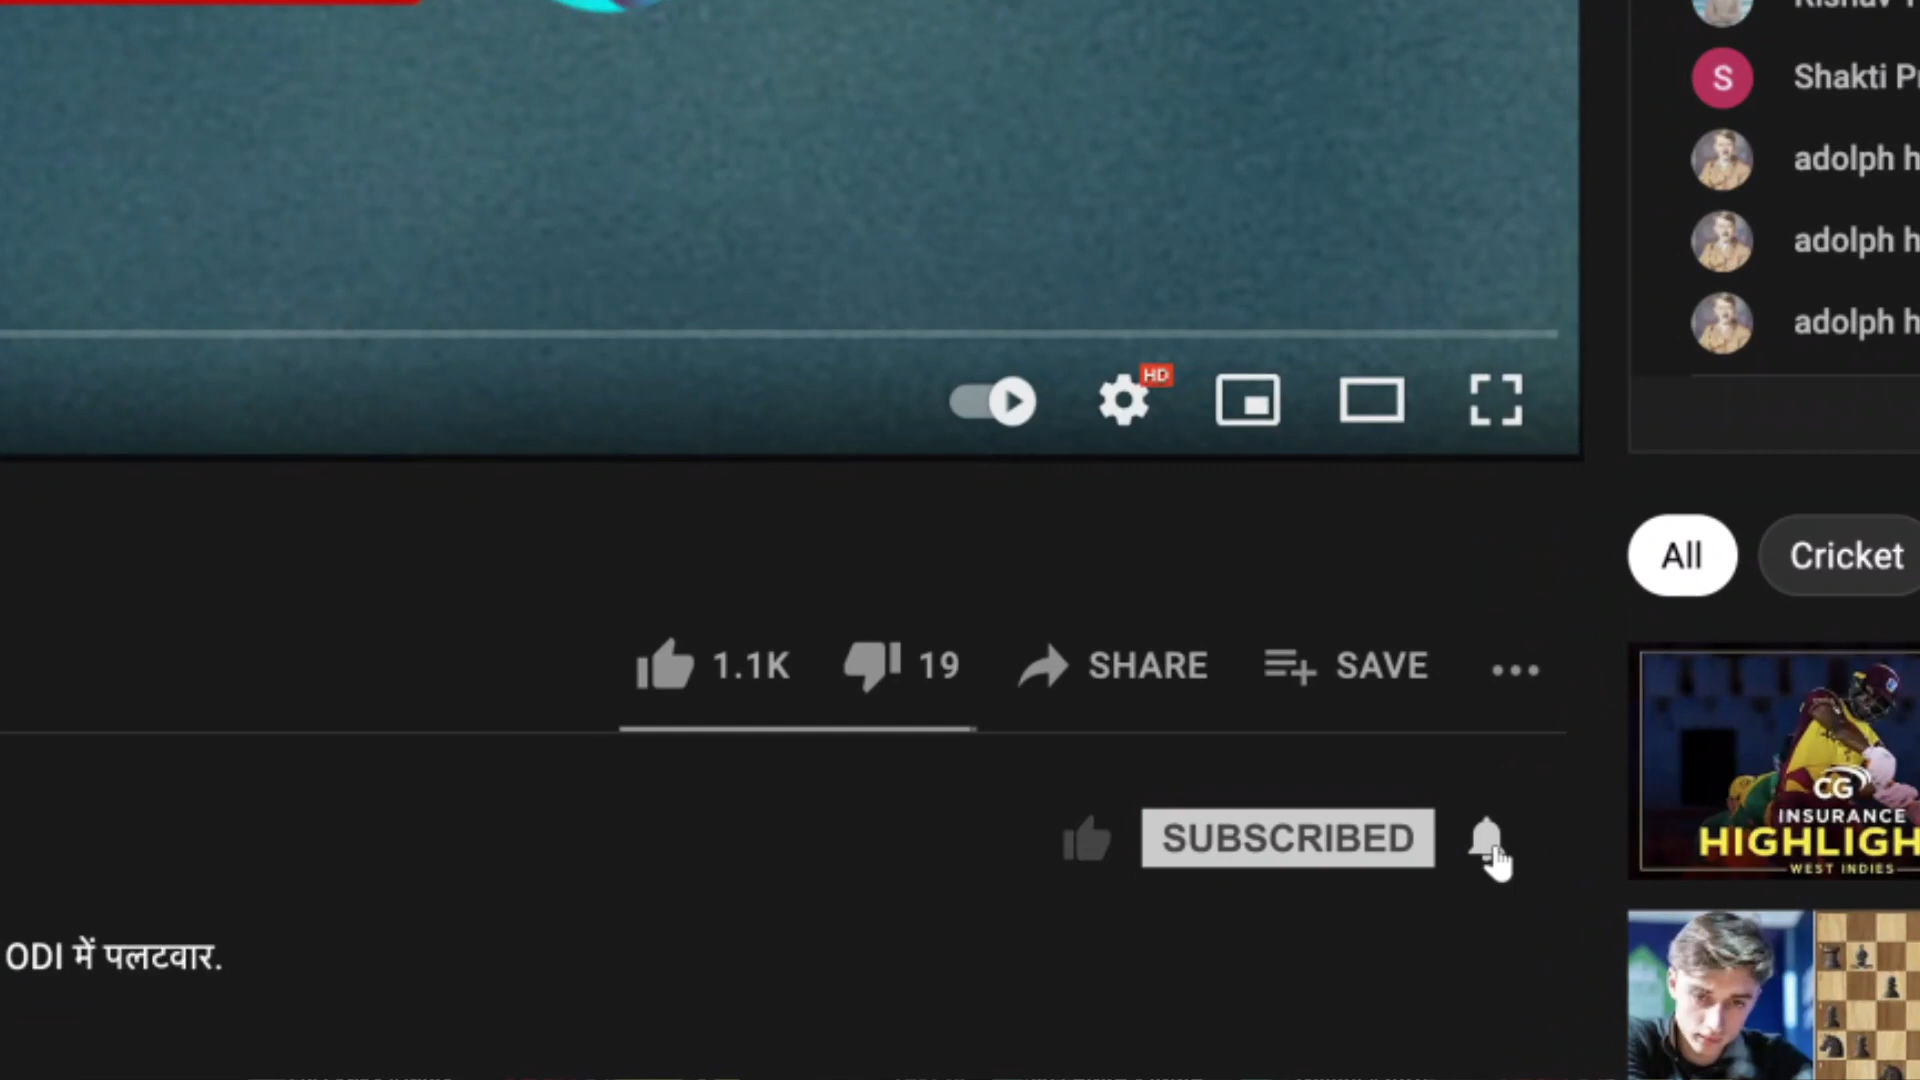 Shakti P
adolph h
adolph h
adolph h
HD
All
Cricket
1.1K
19
SHARE
SAVE
SUBSCRIBED
CG
INSURANCE
HIGHLIGH
WEST INDIES
ODI में पलटवार.